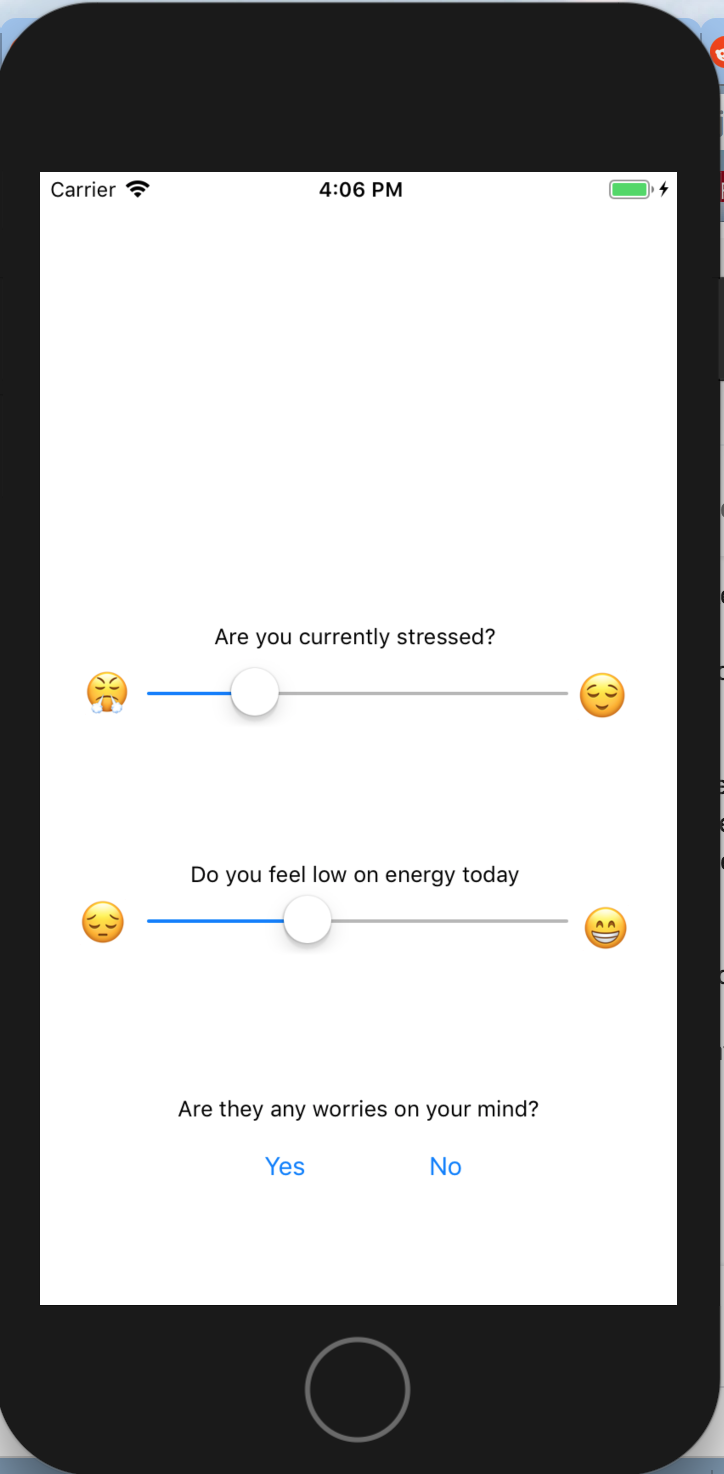 Carrier 4:06 PM
Are you currently stressed?
Do you feel low on energy today
Are they any worries on your mind?
Yes No